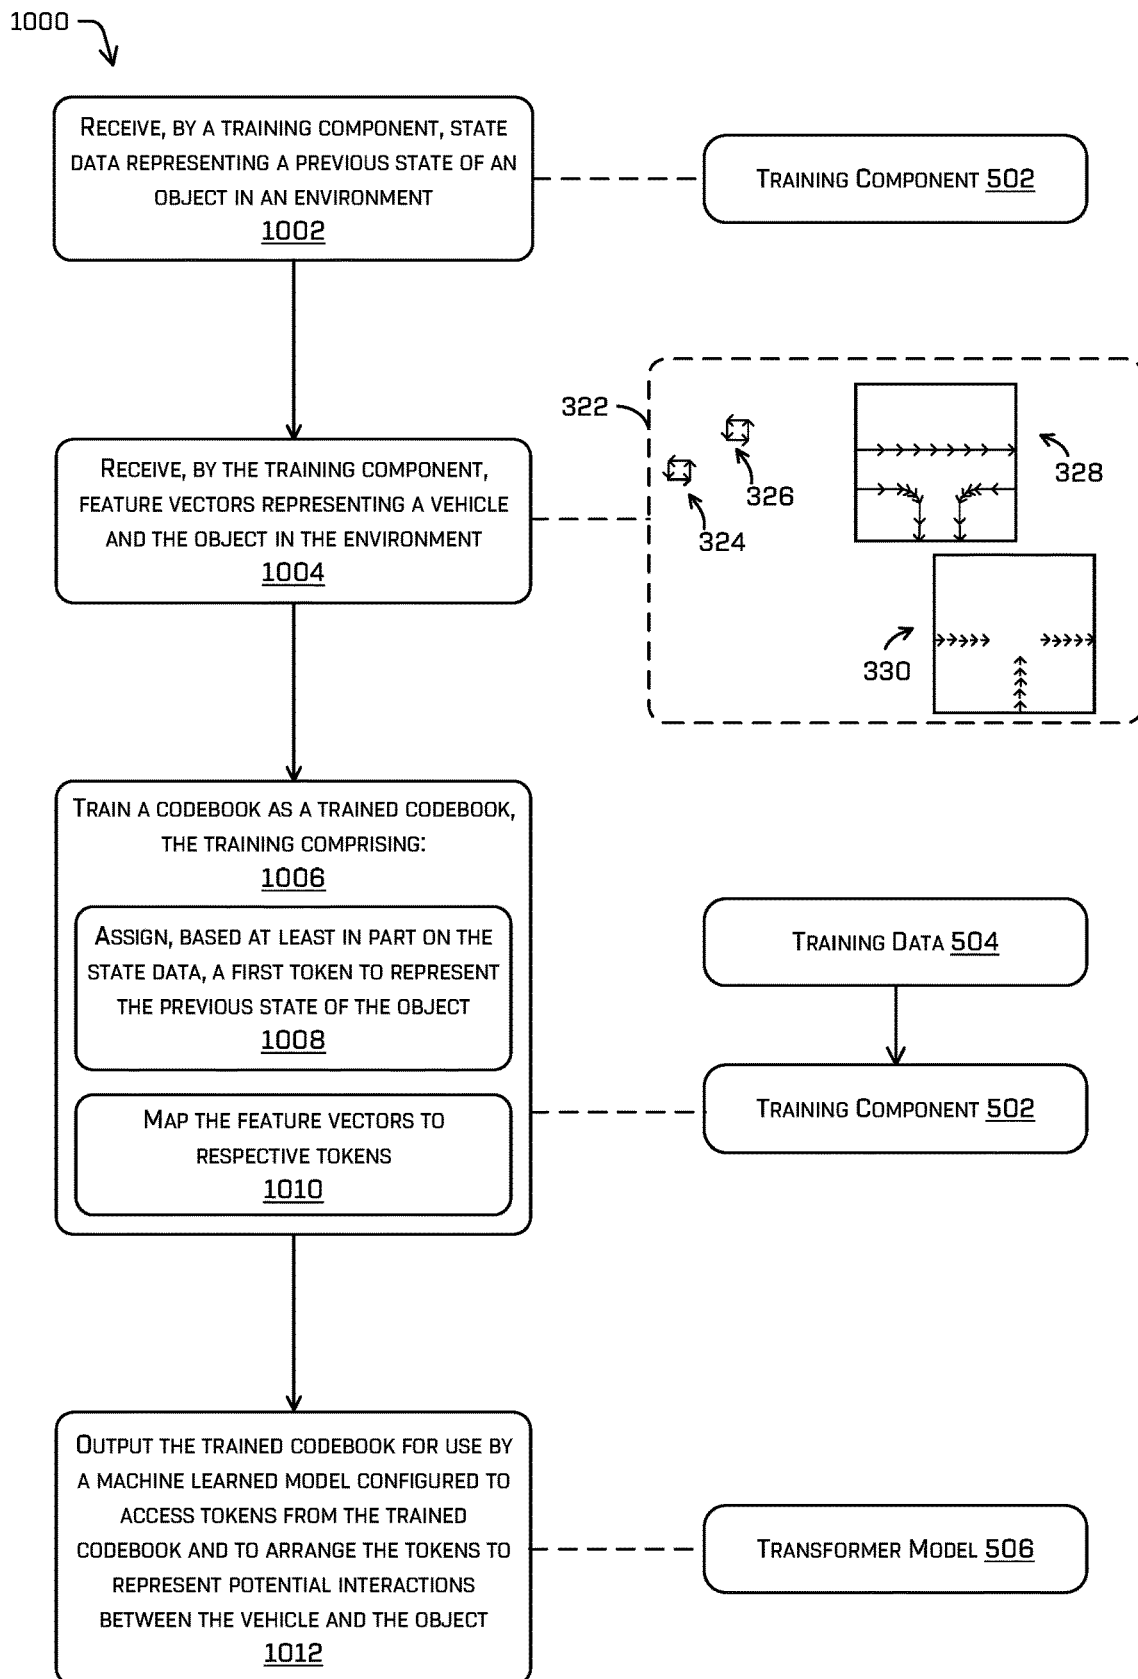 1000
RECEIVE, BY A TRAINING COMPONENT, STATE
DATA REPRESENTING A PREVIOUS STATE OF AN
OBJECT IN AN ENVIRONMENT
1002
TRAINING COMPONENT 502
RECEIVE, BY THE TRAINING COMPONENT,
FEATURE VECTORS REPRESENTING A VEHICLE
AND THE OBJECT IN THE ENVIRONMENT
1004
322
326
324
328
330
TRAIN A CODEBOOK AS A TRAINED CODEBOOK,
THE TRAINING COMPRISING:
1006
ASSIGN, BASED AT LEAST IN PART ON THE
STATE DATA, A FIRST TOKEN TO REPRESENT
THE PREVIOUS STATE OF THE OBJECT
1008
MAP THE FEATURE VECTORS TO
RESPECTIVE TOKENS
1010
TRAINING DATA 504
TRAINING COMPONENT 502
OUTPUT THE TRAINED CODEBOOK FOR USE BY
A MACHINE LEARNED MODEL CONFIGURED TO
ACCESS TOKENS FROM THE TRAINED
CODEBOOK AND TO ARRANGE THE TOKENS TO
REPRESENT POTENTIAL INTERACTIONS
BETWEEN THE VEHICLE AND THE OBJECT
1012
TRANSFORMER MODEL 506